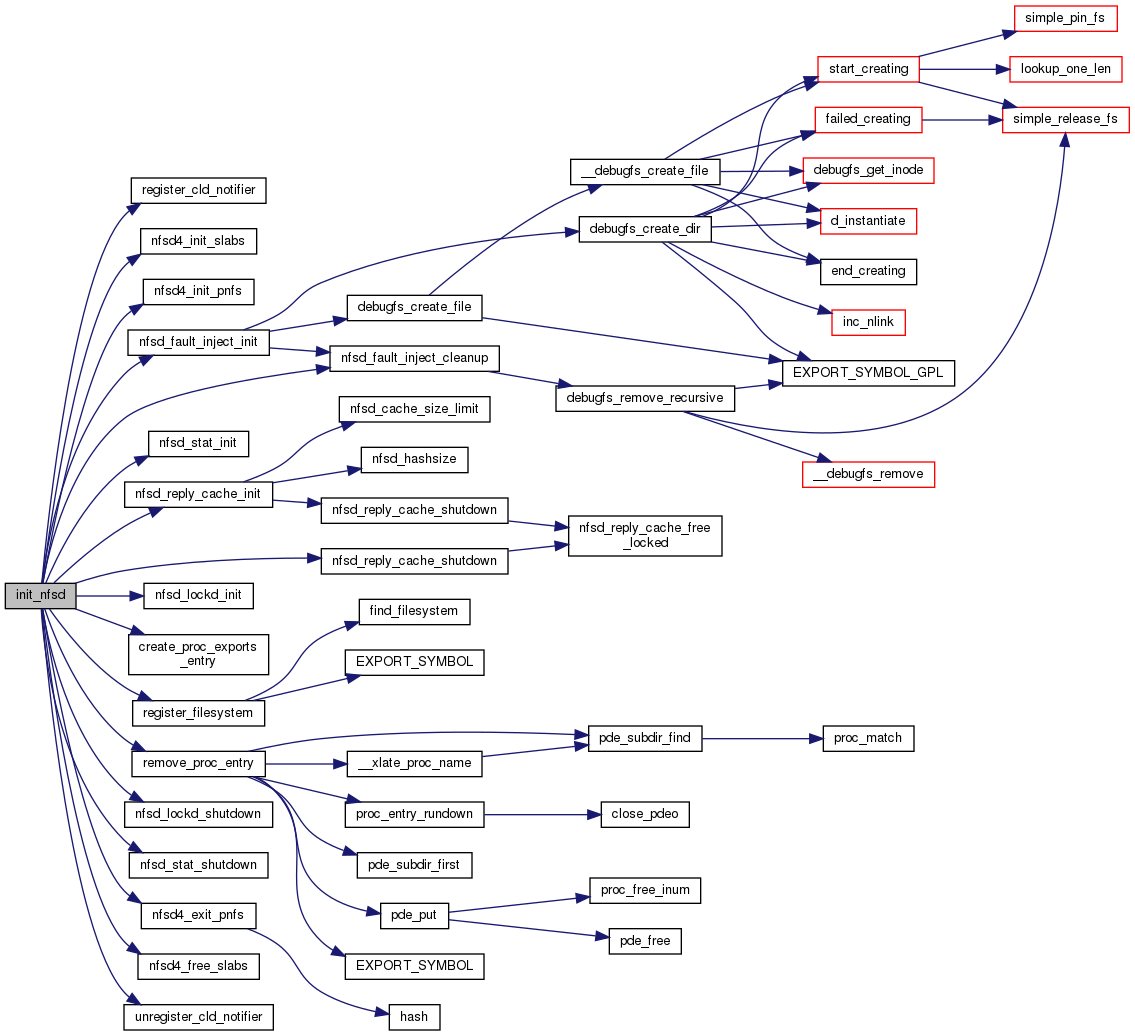 simple_pin_fs
start_creating
lookup_one_len
failed_creating
simple_release_fs
__debugfs_create_file
debugfs_get_inode
register_cld_notifier
d_instantiate
debugfs_create_dir
nfsd4_init_slabs
end_creating
nfsd4_init_pnfs
debugfs_create_file
inc_nlink
nfsd_fault_inject_init
nfsd_fault_inject_cleanup
EXPORT_SYMBOL_GPL
debugfs_remove_recursive
nfsd_cache_size_limit
nfsd_stat_init
nfsd_hashsize
__debugfs_remove
nfsd_reply_cache_init
nfsd_reply_cache_shutdown
nfsd_reply_cache_free
_locked
nfsd_reply_cache_shutdown
init_nfsd
nfsd_lockd_init
find_filesystem
create_proc_exports
_entry
EXPORT_SYMBOL
register_filesystem
pde_subdir_find
proc_match
remove_proc_entry
__xlate_proc_name
nfsd_lockd_shutdown
proc_entry_rundown
close_pdeo
nfsd_stat_shutdown
pde_subdir_first
proc_free_inum
nfsd4_exit_pnfs
pde_put
pde_free
nfsd4_free_slabs
EXPORT_SYMBOL
unregister_cld_notifier
hash